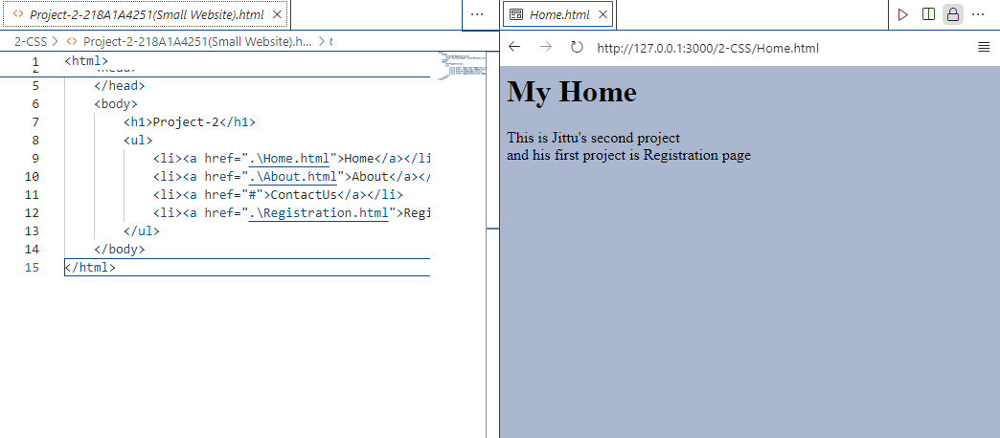 Project-2-218A1A4251(Small Website).html
2-CSS > Project-2-218A1A4251(Small Website).h... >
1 <html>
5 </head>
6 <body>
7 <h1>Project-2</h1>
8 <ul>
9 <li><a href=".\Home.html">Home</a></li
10 <li><a href=".\About.html">About</a></
11 <li><a href="#">ContactUs</a></li>
12 <li><a href=".\Registration.html">Regi
13 </ul>
14 </body>
15 </html>
Home.html
http://127.0.0.1:3000/2-CSS/Home.html
My Home
This is Jittu's second project
and his first project is Registration page